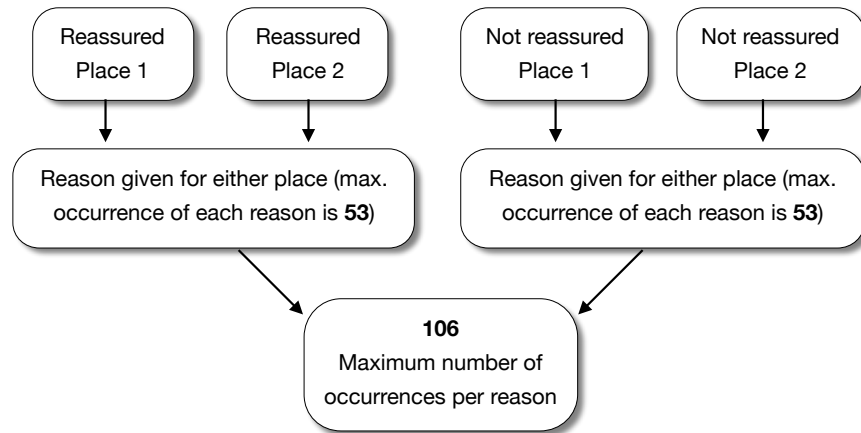 Reassured
Place 1
Reassured
Place 2
Not reassured
Place 1
Not reassured
Place 2
Reason given for either place (max.
occurrence of each reason is 53)
Reason given for either place (max.
occurrence of each reason is 53)
106
Maximum number of
occurrences per reason